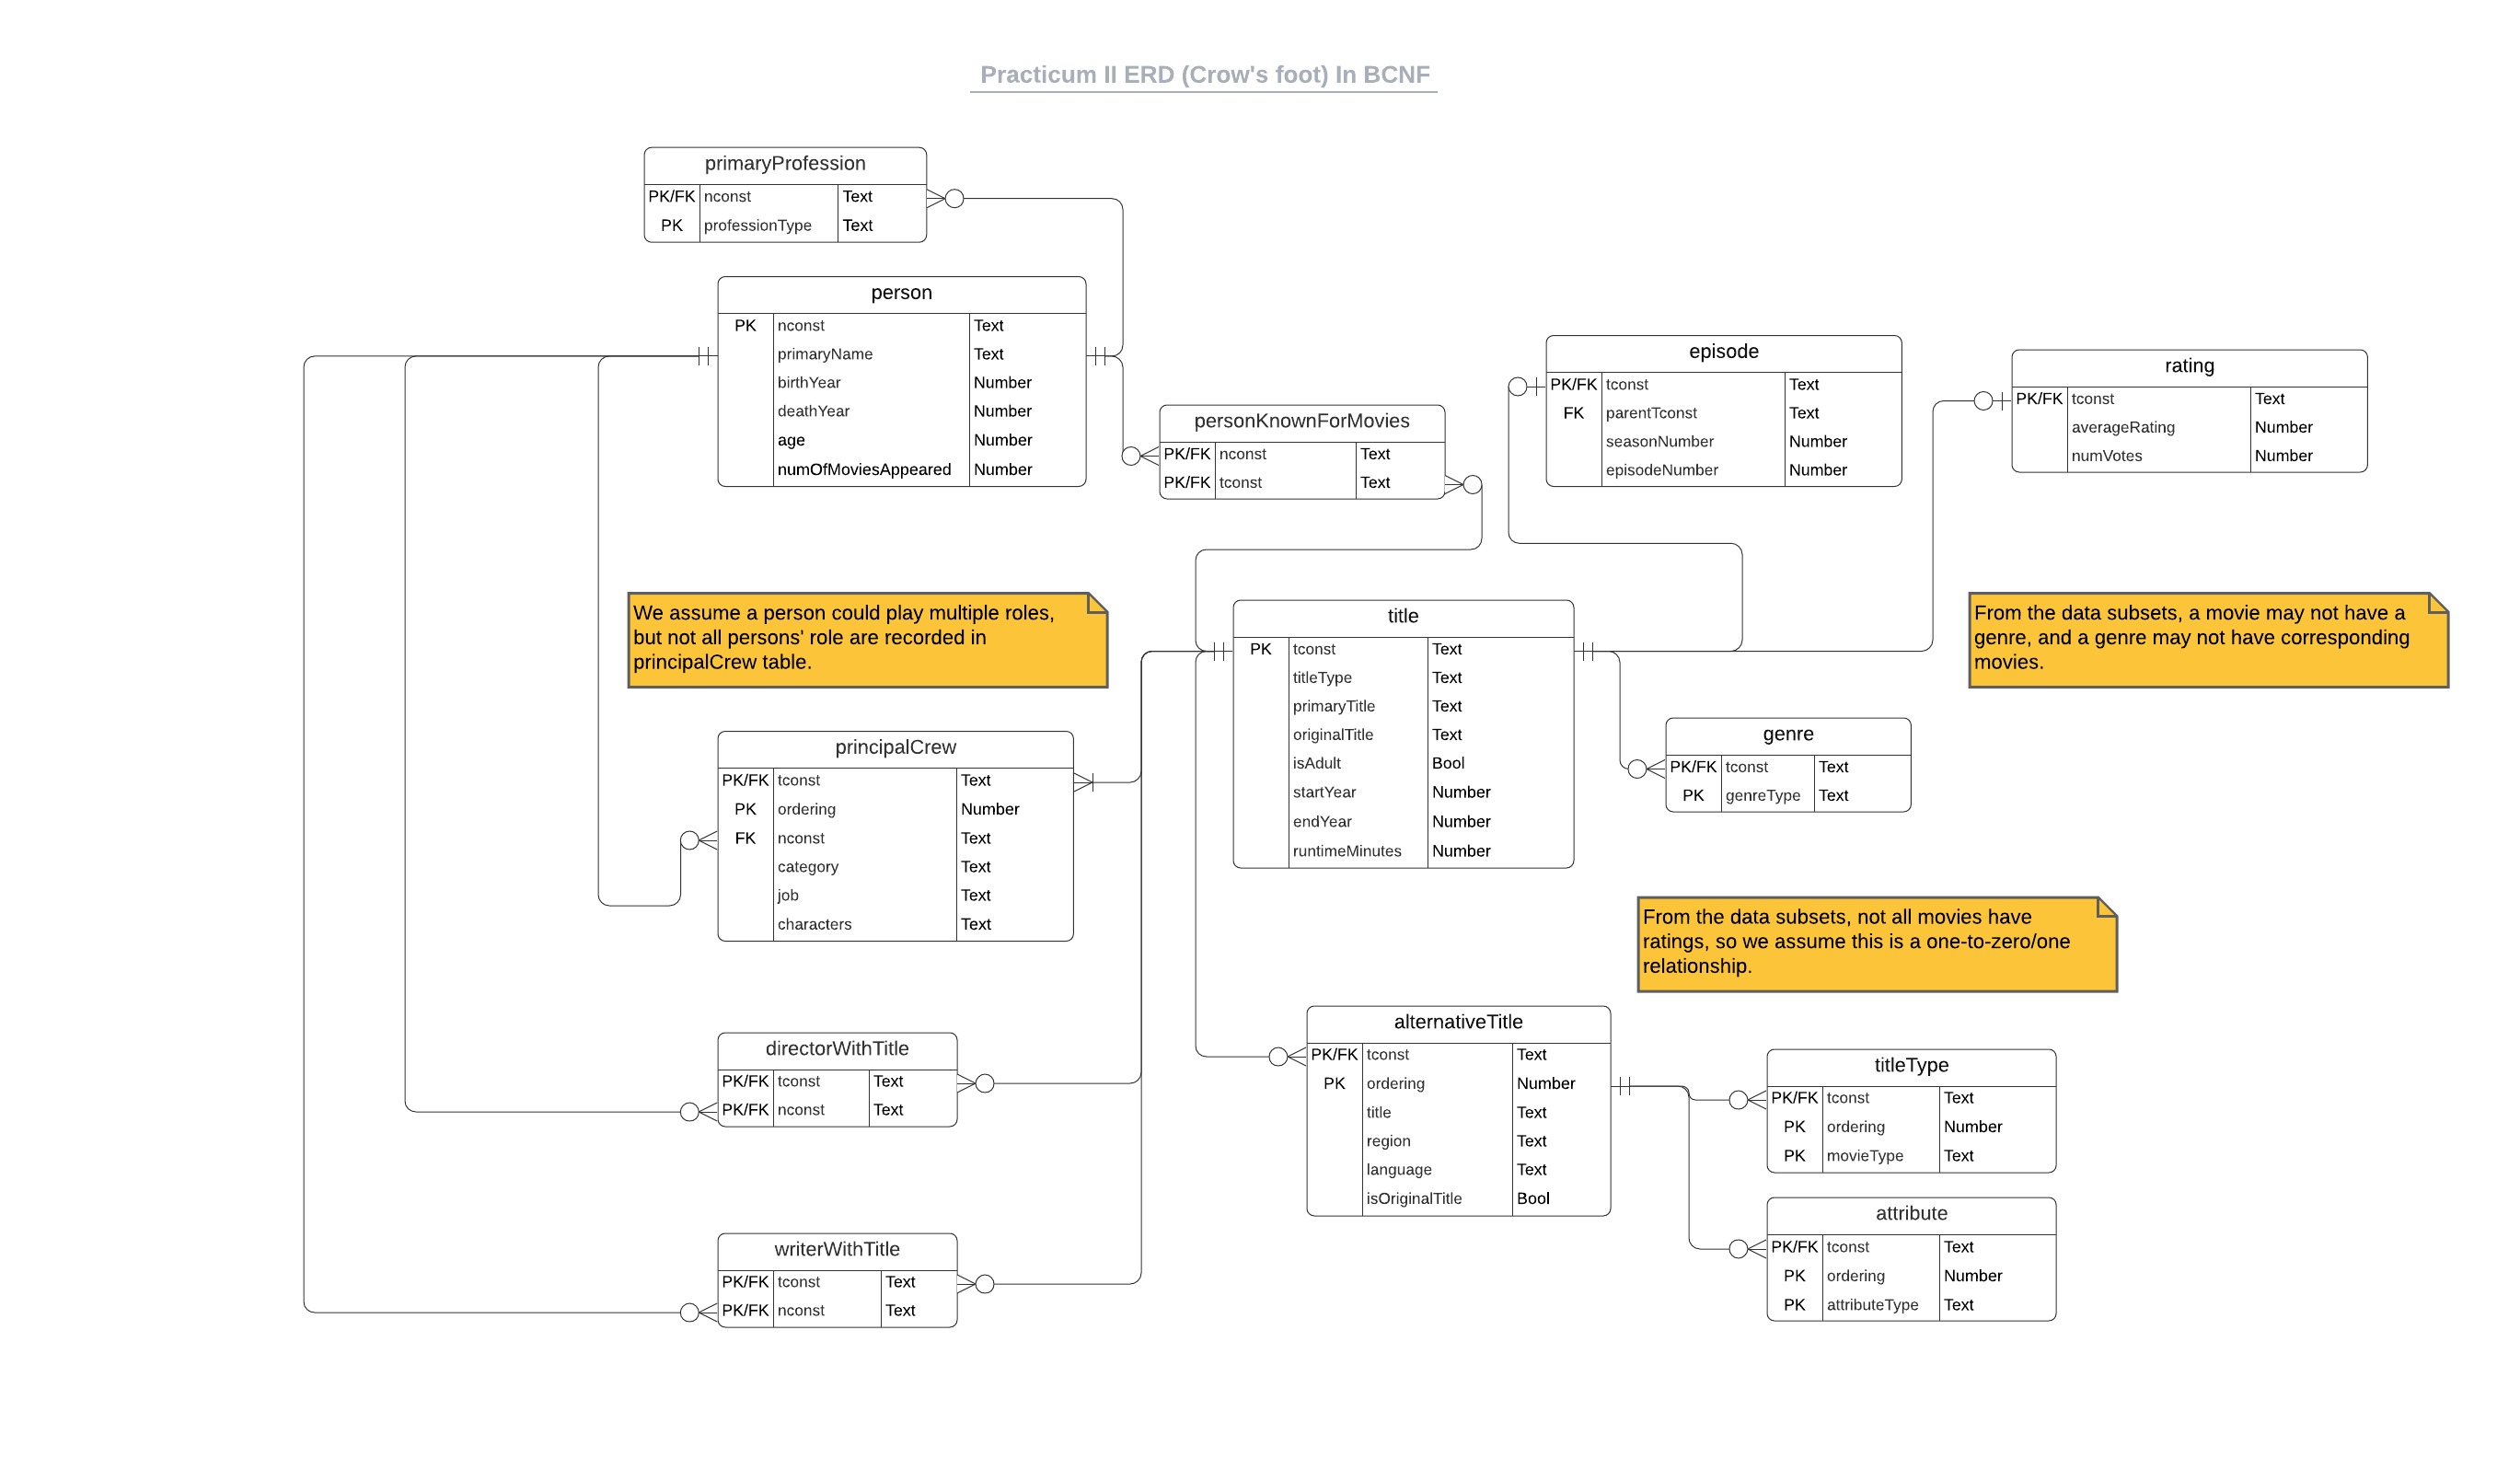 Practicum II ERD (Crow's foot) In BCNF
primaryProfession
PK/FK nconst Text
PK professionType Text
person
PK nconst Text
primaryName Text
birthYear Number
deathYear Number
age Number
numOfMoviesAppeared Number
personKnownForMovies
PK/FK nconst Text
PK/FK tconst Text
episode
PK/FK tconst Text
FK parentTconst Text
seasonNumber Number
episodeNumber Number
rating
PK/FK tconst Text
averageRating Number
numVotes Number
We assume a person could play multiple roles,
but not all persons' role are recorded in
principalCrew table.
title
PK tconst Text
titleType Text
primaryTitle Text
originalTitle Text
isAdult Bool
startYear Number
endYear Number
runtimeMinutes Number
From the data subsets, a movie may not have a
genre, and a genre may not have corresponding
movies.
principalCrew
PK/FK tconst Text
PK ordering Number
FK nconst Text
category Text
job Text
characters Text
genre
PK/FK tconst Text
PK genreType Text
From the data subsets, not all movies have
ratings, so we assume this is a one-to-zero/one
relationship.
directorWithTitle
PK/FK tconst Text
PK/FK nconst Text
alternativeTitle
PK/FK tconst Text
PK ordering Number
title Text
region Text
language Text
isOriginalTitle Bool
titleType
PK/FK tconst Text
PK ordering Number
PK movieType Text
attribute
PK/FK tconst Text
PK ordering Number
PK attributeType Text
writerWithTitle
PK/FK tconst Text
PK/FK nconst Text